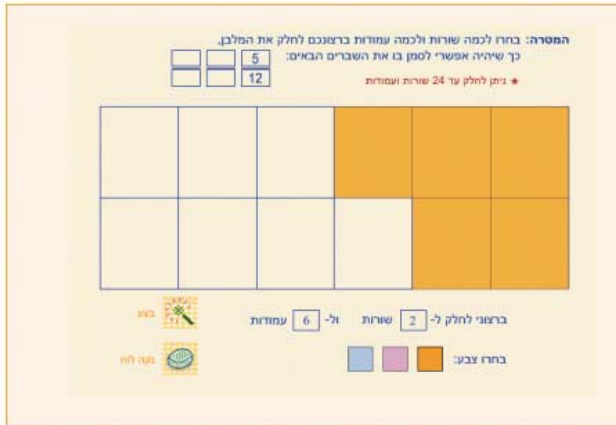 המטרה: בחרו לכמה שורות ולכמה עמודות ברצונכם לחלק את המלבן,
כך שיהיה אפשרי לסמן בו את השברים הבאים:
5
12
★ ניתן לחלק עד 24 שורות ועמודות
ברצוני לחלק ל- 2 שורות ול- 6 עמודות
בצע
בחרו צבע:
נקה לוח